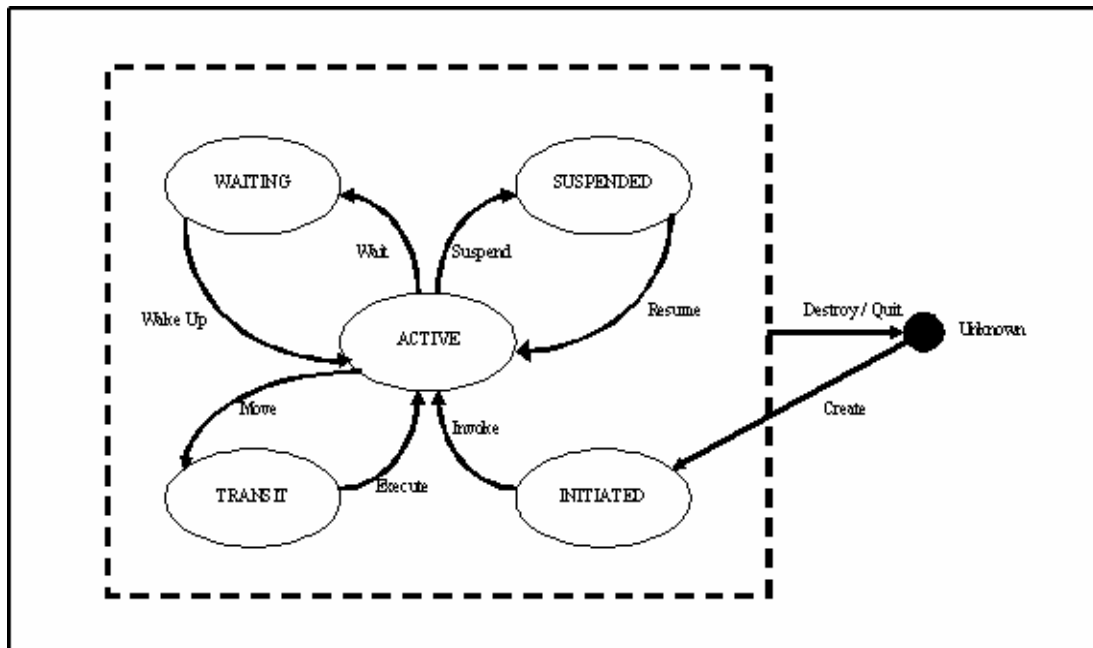 WAITING
SUSPENDED
Wait
Suspend
Wake Up
Resume
Destroy / Quit
ACTIVE
Unknown
Move
Invoke
Create
Execute
TRANSIT
INITIATED